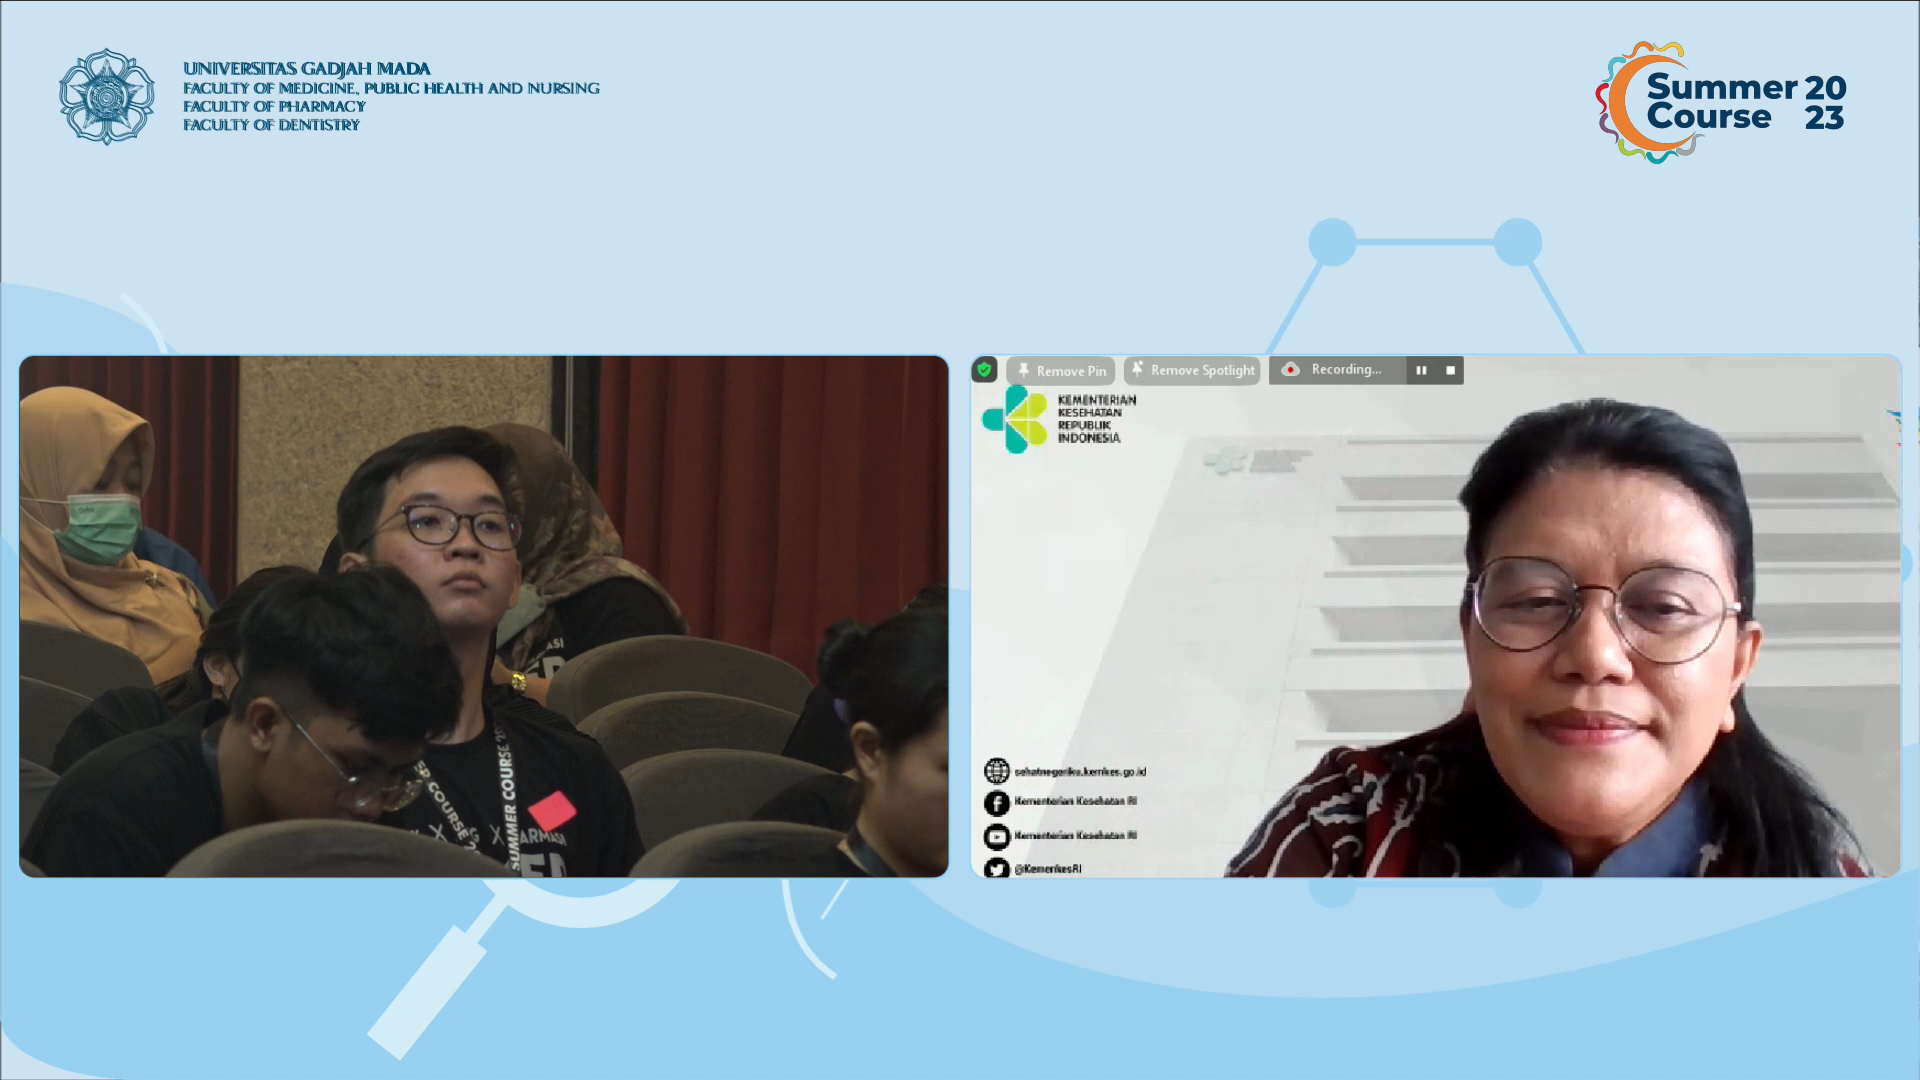 UNIVERSITAS GADJAH MADA
FACULTY OF MEDICINE, PUBLIC HEALTH AND NURSING
FACULTY OF PHARMACY
FACULTY OF DENTISTRY
Summer 20
Course 23
Remove Pin
Remove Spotlight
Recording...
KEMENTERIAN
KESEHATAN
REPUBLIK
INDONESIA
sehatnegeriku.kemkes.go.id
Kementerian Kesehatan RI
Kementerian Kesehatan RI
@KemenkesRI
SUMMER COURSE
COURSE